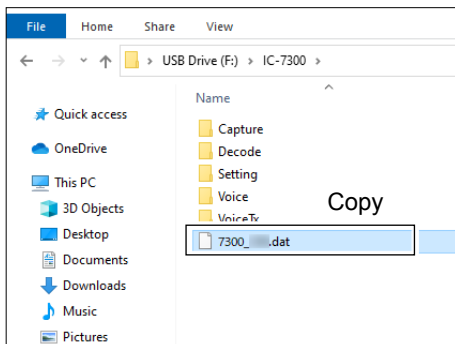 File Home Share View
USB Drive (F:) > IC-7300 >
Name
Quick access
OneDrive
This PC
3D Objects
Desktop
Documents
Downloads
Music
Pictures
Capture
Decode
Setting
Voice
VoiceTx
Copy
7300_ .dat